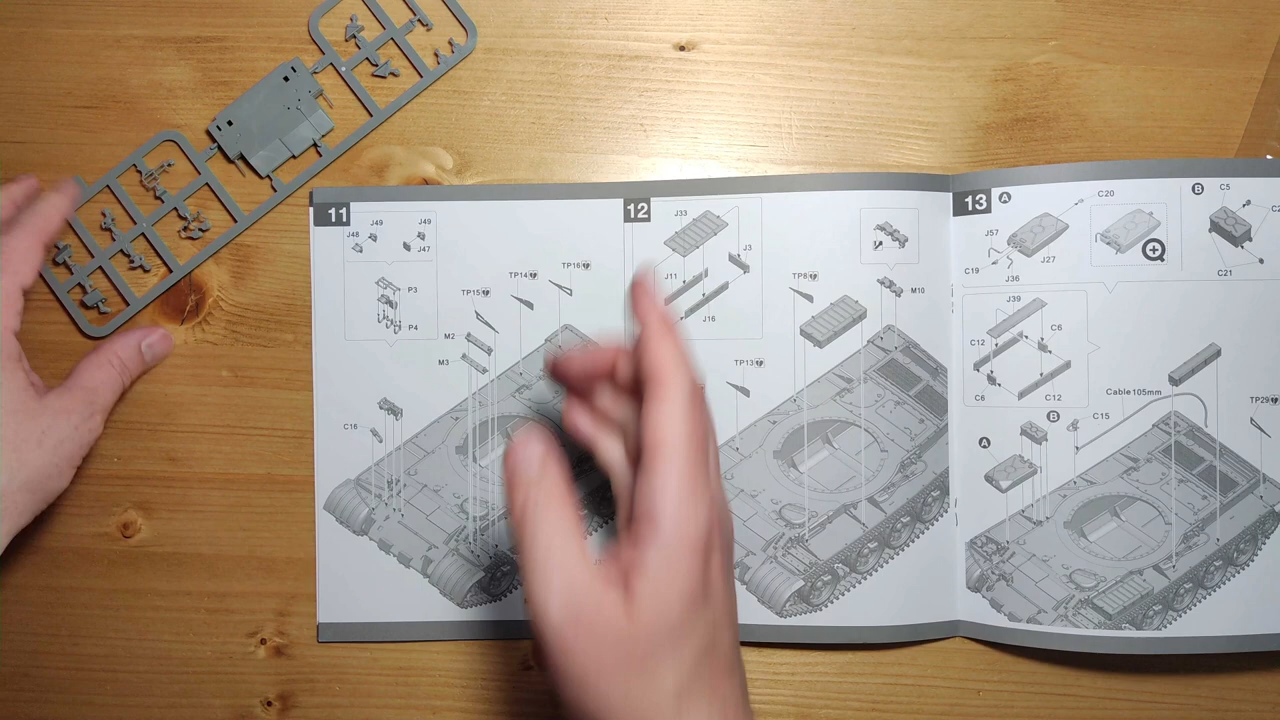 11
J49
J49
J48
J47
P3
P4
TP16
TP14
TP15
M2
M3
C16
12
J33
J3
J11
J16
TP8
M10
TP13
13
A
C20
J57
C19
J27
J36
B
C5
C21
J39
C6
C12
C6
C12
Cable 105mm
B
C15
A
TP29